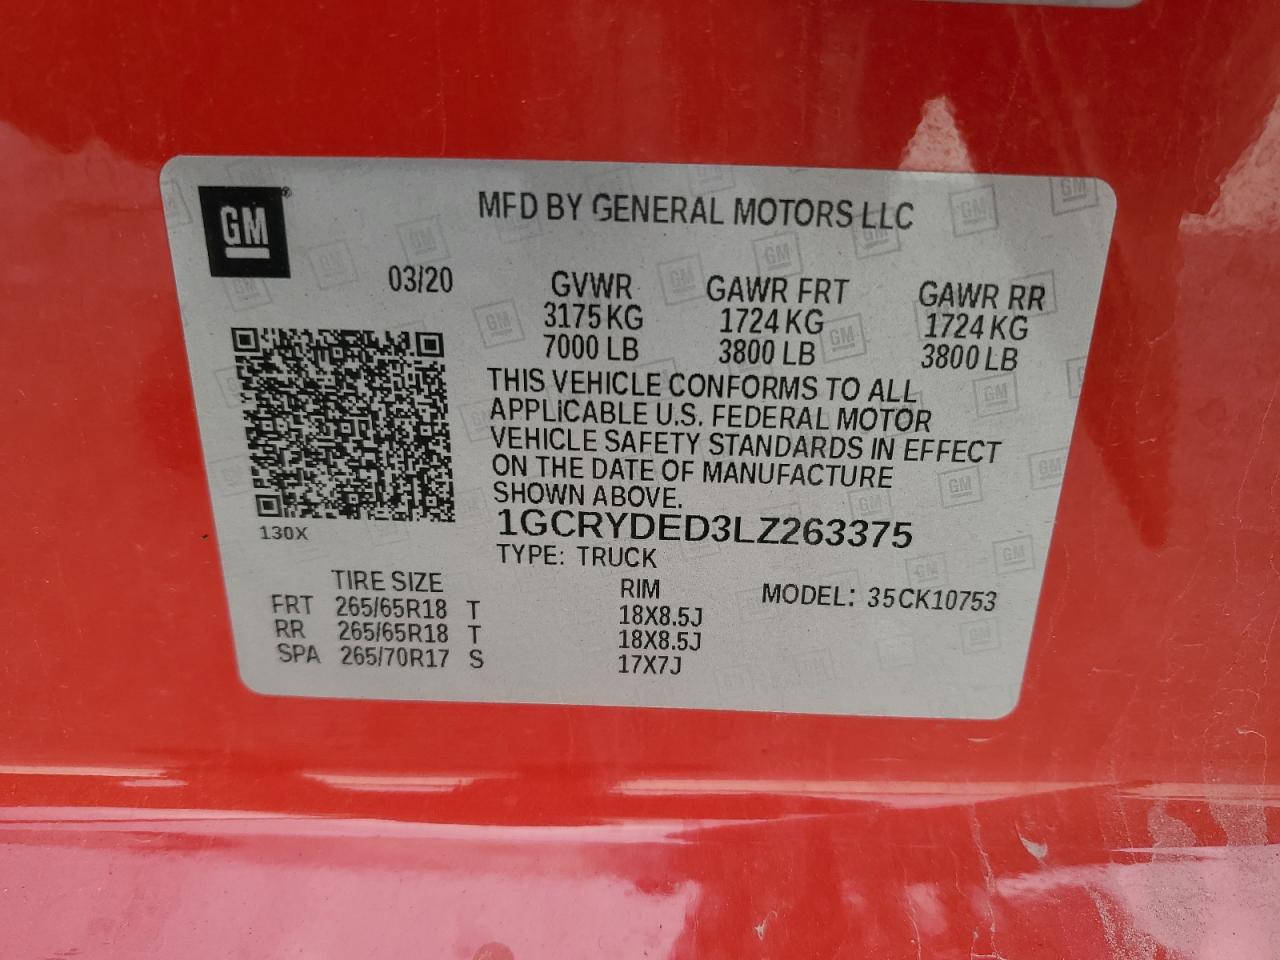 GM®
MFD BY GENERAL MOTORS LLC
03/20 GVWR GAWR FRT GAWR RR
3175 KG 1724 KG 1724 KG
7000 LB 3800 LB 3800 LB
THIS VEHICLE CONFORMS TO ALL
APPLICABLE U.S. FEDERAL MOTOR
VEHICLE SAFETY STANDARDS IN EFFECT
ON THE DATE OF MANUFACTURE
SHOWN ABOVE.
1GCRYDED3LZ263375
130X
TYPE: TRUCK
TIRE SIZE RIM MODEL: 35CK10753
FRT 265/65R18 T 18X8.5J
RR 265/65R18 T 18X8.5J
SPA 265/70R17 S 17X7J